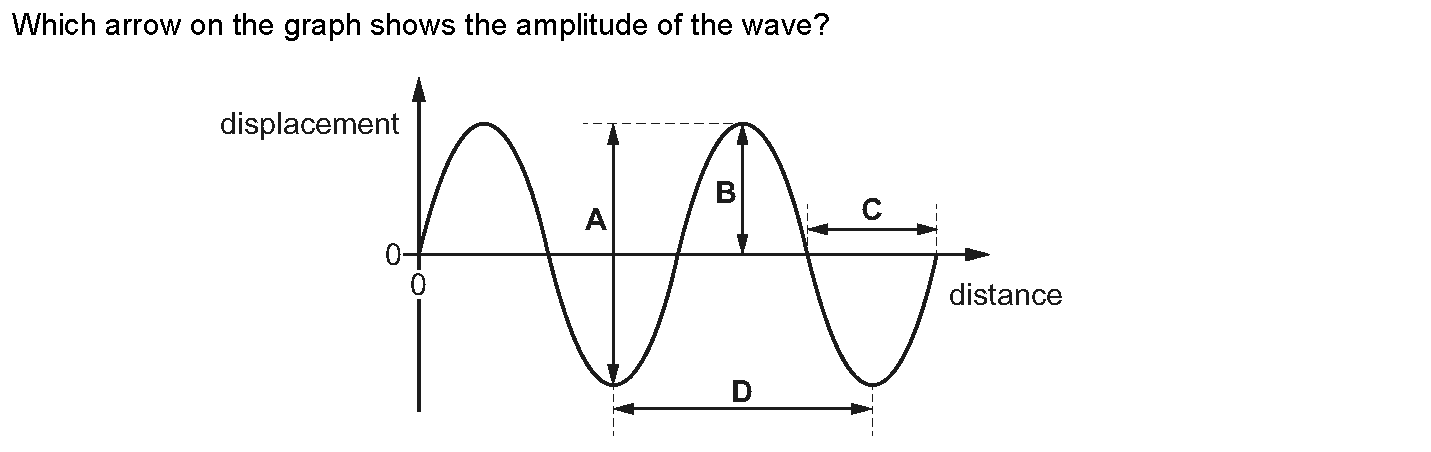 Which arrow on the graph shows the amplitude of the wave?
displacement
B
C
A
0
0
distance
D